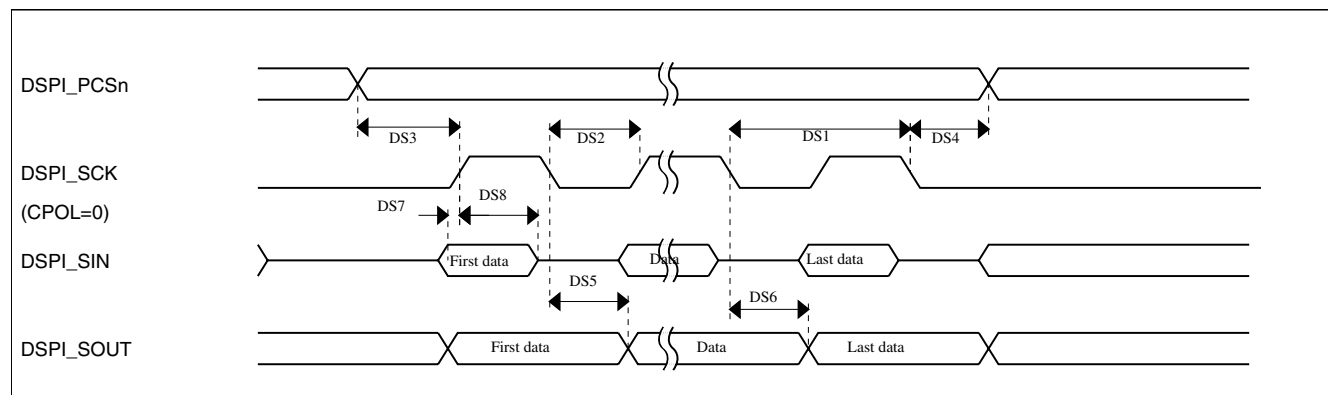 DSPI_PCSn
DS3
DS2
DS1
DS4
DSPI_SCK
(CPOL=0)
DS7
DS8
DSPI_SIN
First data
Data
Last data
DS5
DS6
DSPI_SOUT
First data
Data
Last data